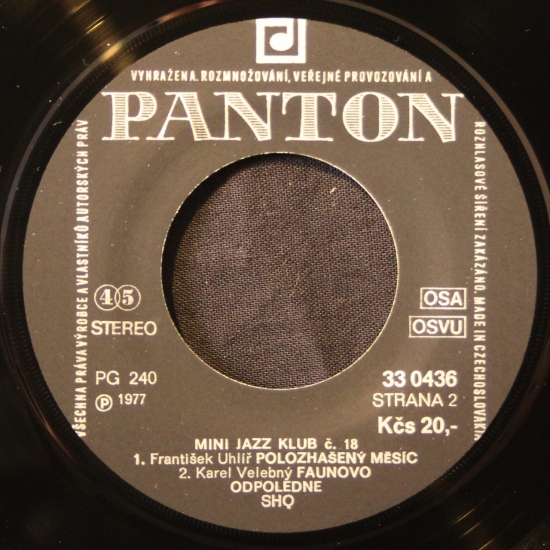 VYHRAŽENA. ROZMNOŽOVÁNÍ, VEŘEJNÉ PROVOZOVÁNÍ A
PANTON
VŠECHNA PRÁVA VÝROBCE A VLASTNÍKŮ AUTORSKÝCH PRÁV
ROZHLASOVÉ ŠÍŘENÍ ZAKÁZÁNO. MADE IN CZECHOSLOVAKIA
45
STEREO
OSA
OSVU
PG 240
℗ 1977
33 0436
STRANA 2
Kčs 20,-
MINI JAZZ KLUB č. 18
1. František Uhlíř POLOZHAŠENÝ MĚSÍC
2. Karel Velebný FAUNOVO
ODPOLEDNE
SHQ